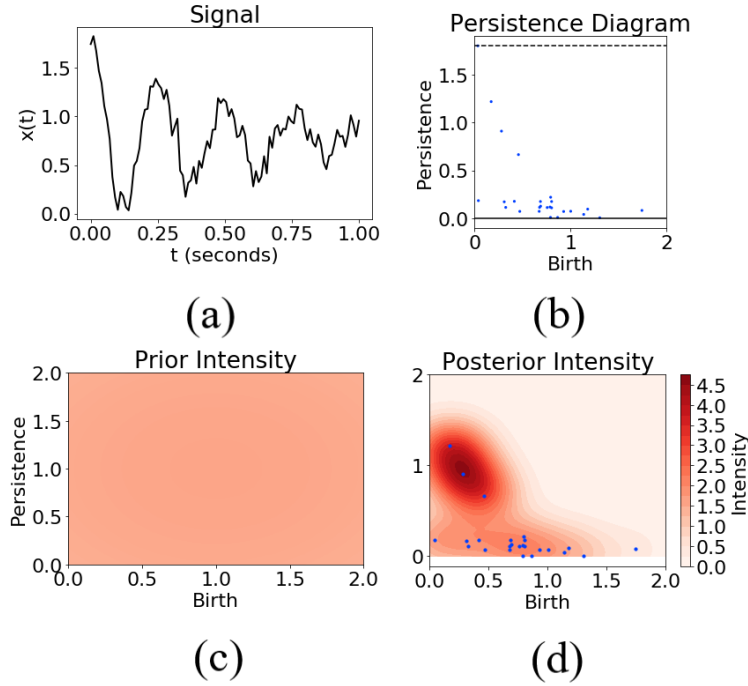 Signal
x(t)
1.5
1.0
0.5
0.0
0.00 0.25 0.50 0.75 1.00
t (seconds)
(a)
Persistence Diagram
Persistence
1.5
1.0
0.5
0.0
0 1 2
Birth
(b)
Prior Intensity
Persistence
2.0
1.5
1.0
0.5
0.0
0.0 0.5 1.0 1.5 2.0
Birth
(c)
Posterior Intensity
2
1
0
0.0 0.5 1.0 1.5 2.0
Birth
4.5
4.0
3.5
3.0
2.5
2.0
1.5
1.0
0.5
0.0
Intensity
(d)